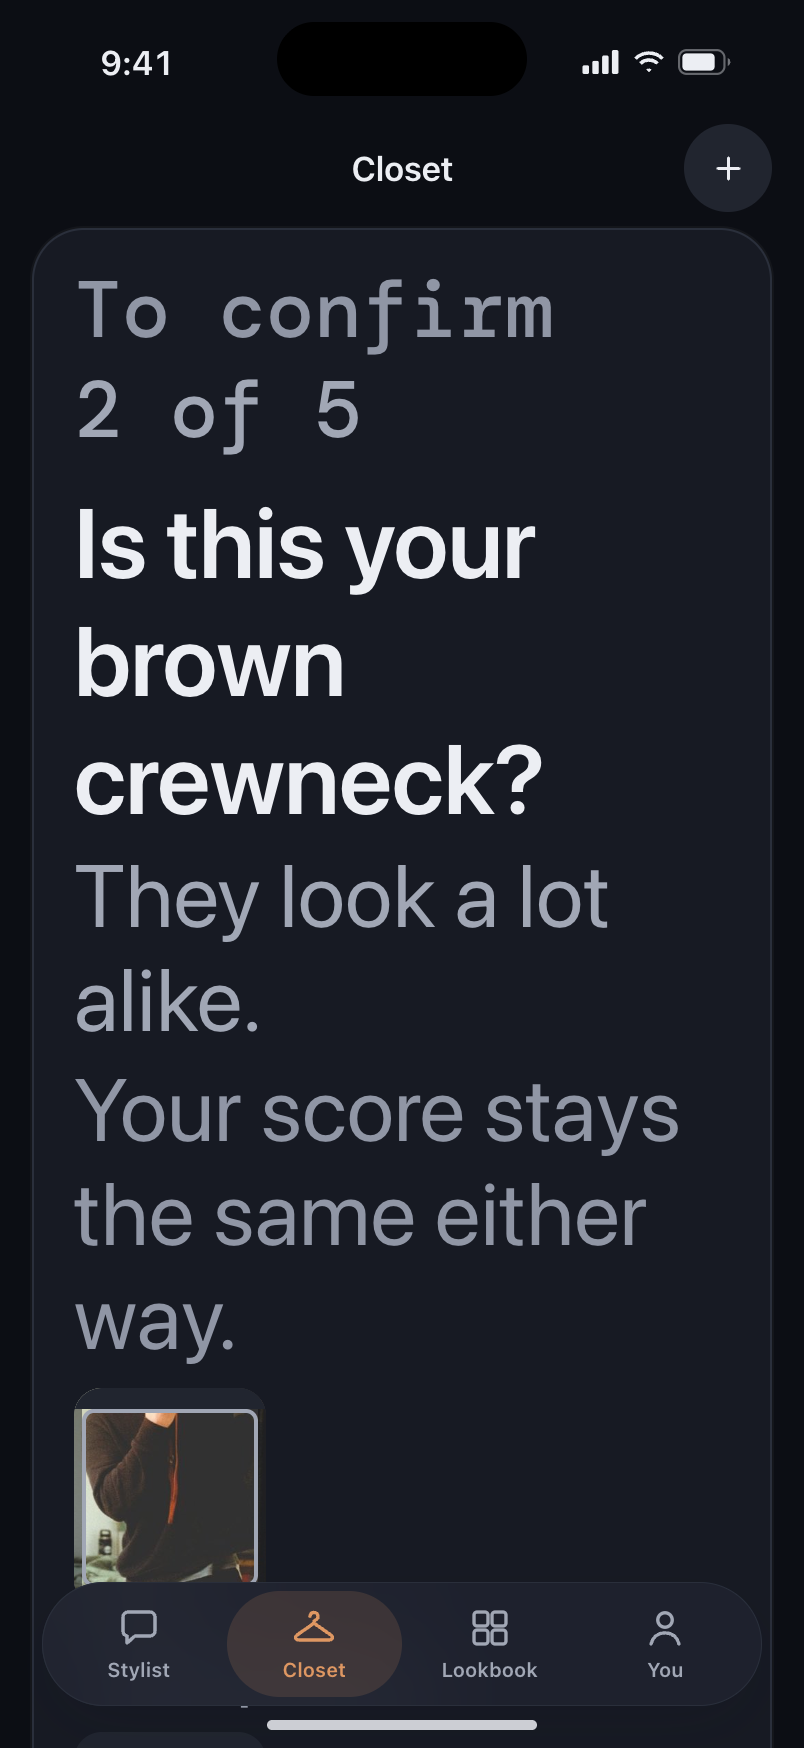 9:41
Closet
To confirm
2 of 5
Is this your
brown
crewneck?
They look a lot
alike.
Your score stays
the same either
way.
Stylist
Closet
Lookbook
You